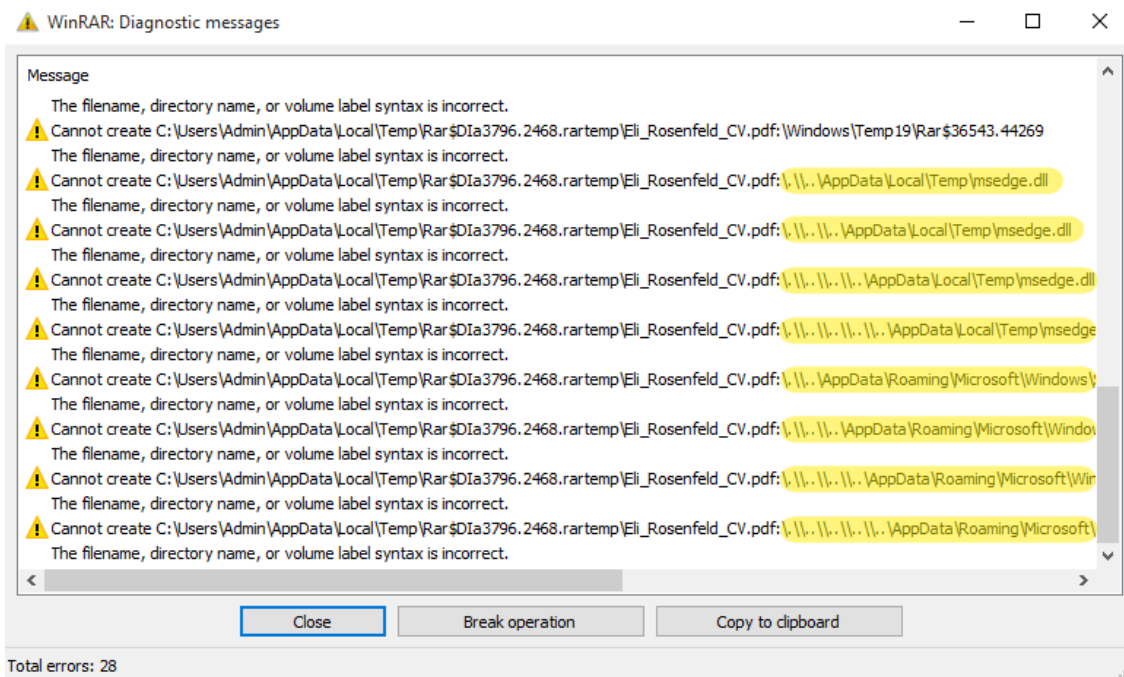 WinRAR: Diagnostic messages
Message
The filename, directory name, or volume label syntax is incorrect.
Cannot create C:\Users\Admin\AppData\Local\Temp\Rar$DIa3796.2468.rartemp\Eli_Rosenfeld_CV.pdf:\Windows\Temp19\Rar$36543.44269
The filename, directory name, or volume label syntax is incorrect.
Cannot create C:\Users\Admin\AppData\Local\Temp\Rar$DIa3796.2468.rartemp\Eli_Rosenfeld_CV.pdf:\.\\..\AppData\Local\Temp\msedge.dll
The filename, directory name, or volume label syntax is incorrect.
Cannot create C:\Users\Admin\AppData\Local\Temp\Rar$DIa3796.2468.rartemp\Eli_Rosenfeld_CV.pdf:\.\\..\\..\AppData\Local\Temp\msedge.dll
The filename, directory name, or volume label syntax is incorrect.
Cannot create C:\Users\Admin\AppData\Local\Temp\Rar$DIa3796.2468.rartemp\Eli_Rosenfeld_CV.pdf:\.\\..\\..\\..\AppData\Local\Temp\msedge.dll
The filename, directory name, or volume label syntax is incorrect.
Cannot create C:\Users\Admin\AppData\Local\Temp\Rar$DIa3796.2468.rartemp\Eli_Rosenfeld_CV.pdf:\.\\..\\..\\..\\..\AppData\Local\Temp\msedge
The filename, directory name, or volume label syntax is incorrect.
Cannot create C:\Users\Admin\AppData\Local\Temp\Rar$DIa3796.2468.rartemp\Eli_Rosenfeld_CV.pdf:\.\\..\AppData\Roaming\Microsoft\Windows\
The filename, directory name, or volume label syntax is incorrect.
Cannot create C:\Users\Admin\AppData\Local\Temp\Rar$DIa3796.2468.rartemp\Eli_Rosenfeld_CV.pdf:\.\\..\\..\AppData\Roaming\Microsoft\Windo
The filename, directory name, or volume label syntax is incorrect.
Cannot create C:\Users\Admin\AppData\Local\Temp\Rar$DIa3796.2468.rartemp\Eli_Rosenfeld_CV.pdf:\.\\..\\..\\..\AppData\Roaming\Microsoft\Win
The filename, directory name, or volume label syntax is incorrect.
Cannot create C:\Users\Admin\AppData\Local\Temp\Rar$DIa3796.2468.rartemp\Eli_Rosenfeld_CV.pdf:\.\\..\\..\\..\\..\AppData\Roaming\Microsoft\
The filename, directory name, or volume label syntax is incorrect.
Close
Break operation
Copy to clipboard
Total errors: 28